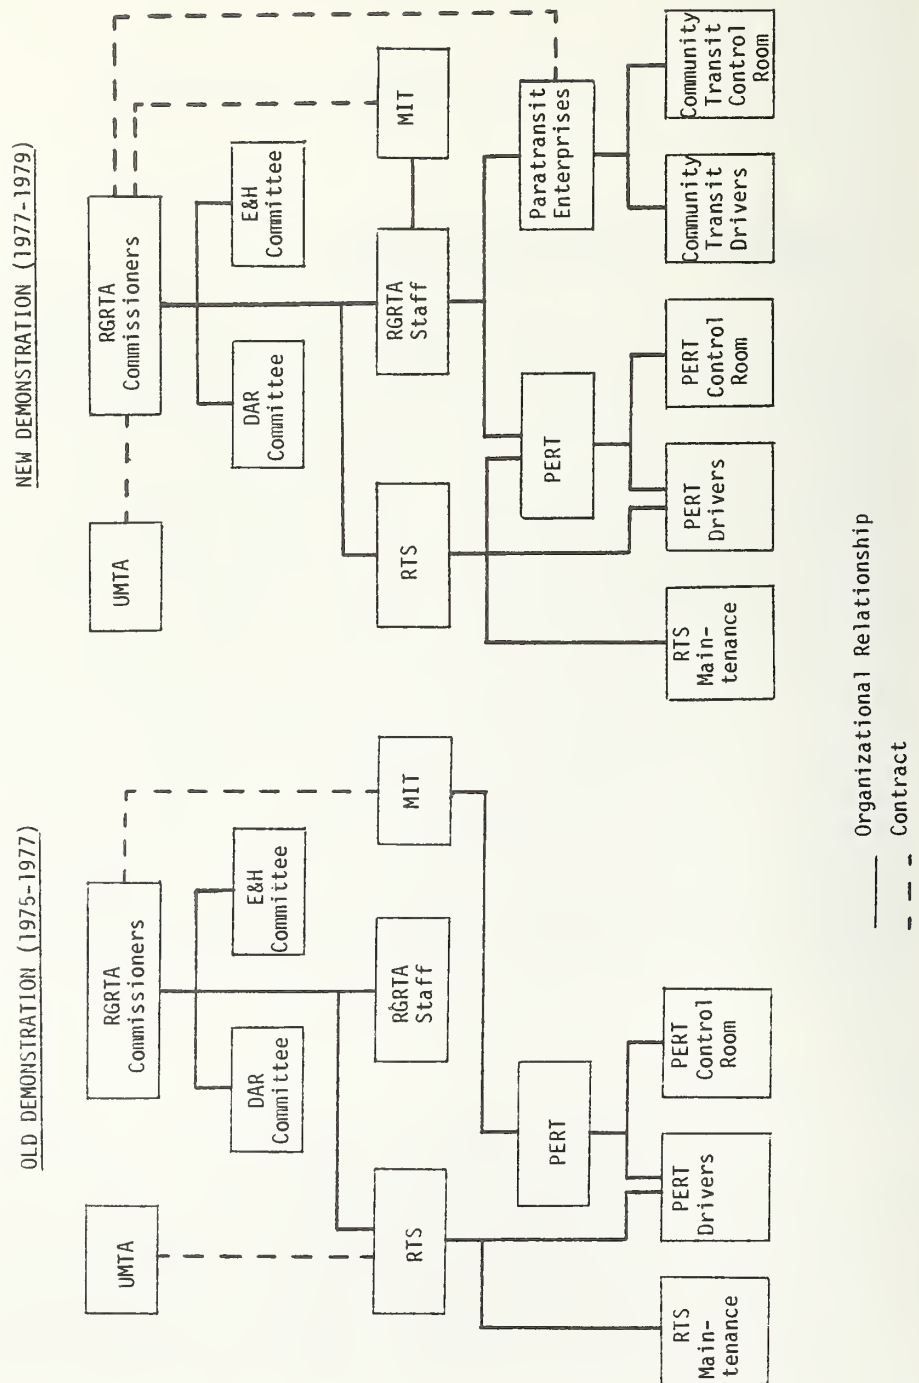 OLD DEMONSTRATION (1975-1977)
UMTA
RGRTA
Commissioners
DAR
Committee
E&H
Committee
RTS
RGRTA
Staff
MIT
PERT
RTS
Main-
tenance
PERT
Drivers
PERT
Control
Room
NEW DEMONSTRATION (1977-1979)
UMTA
RGRTA
Commissioners
DAR
Committee
E&H
Committee
RTS
RGRTA
Staff
MIT
PERT
Paratransit
Enterprises
RTS
Main-
tenance
PERT
Drivers
PERT
Control
Room
Community
Transit
Drivers
Community
Transit
Control
Room
Organizational Relationship
Contract